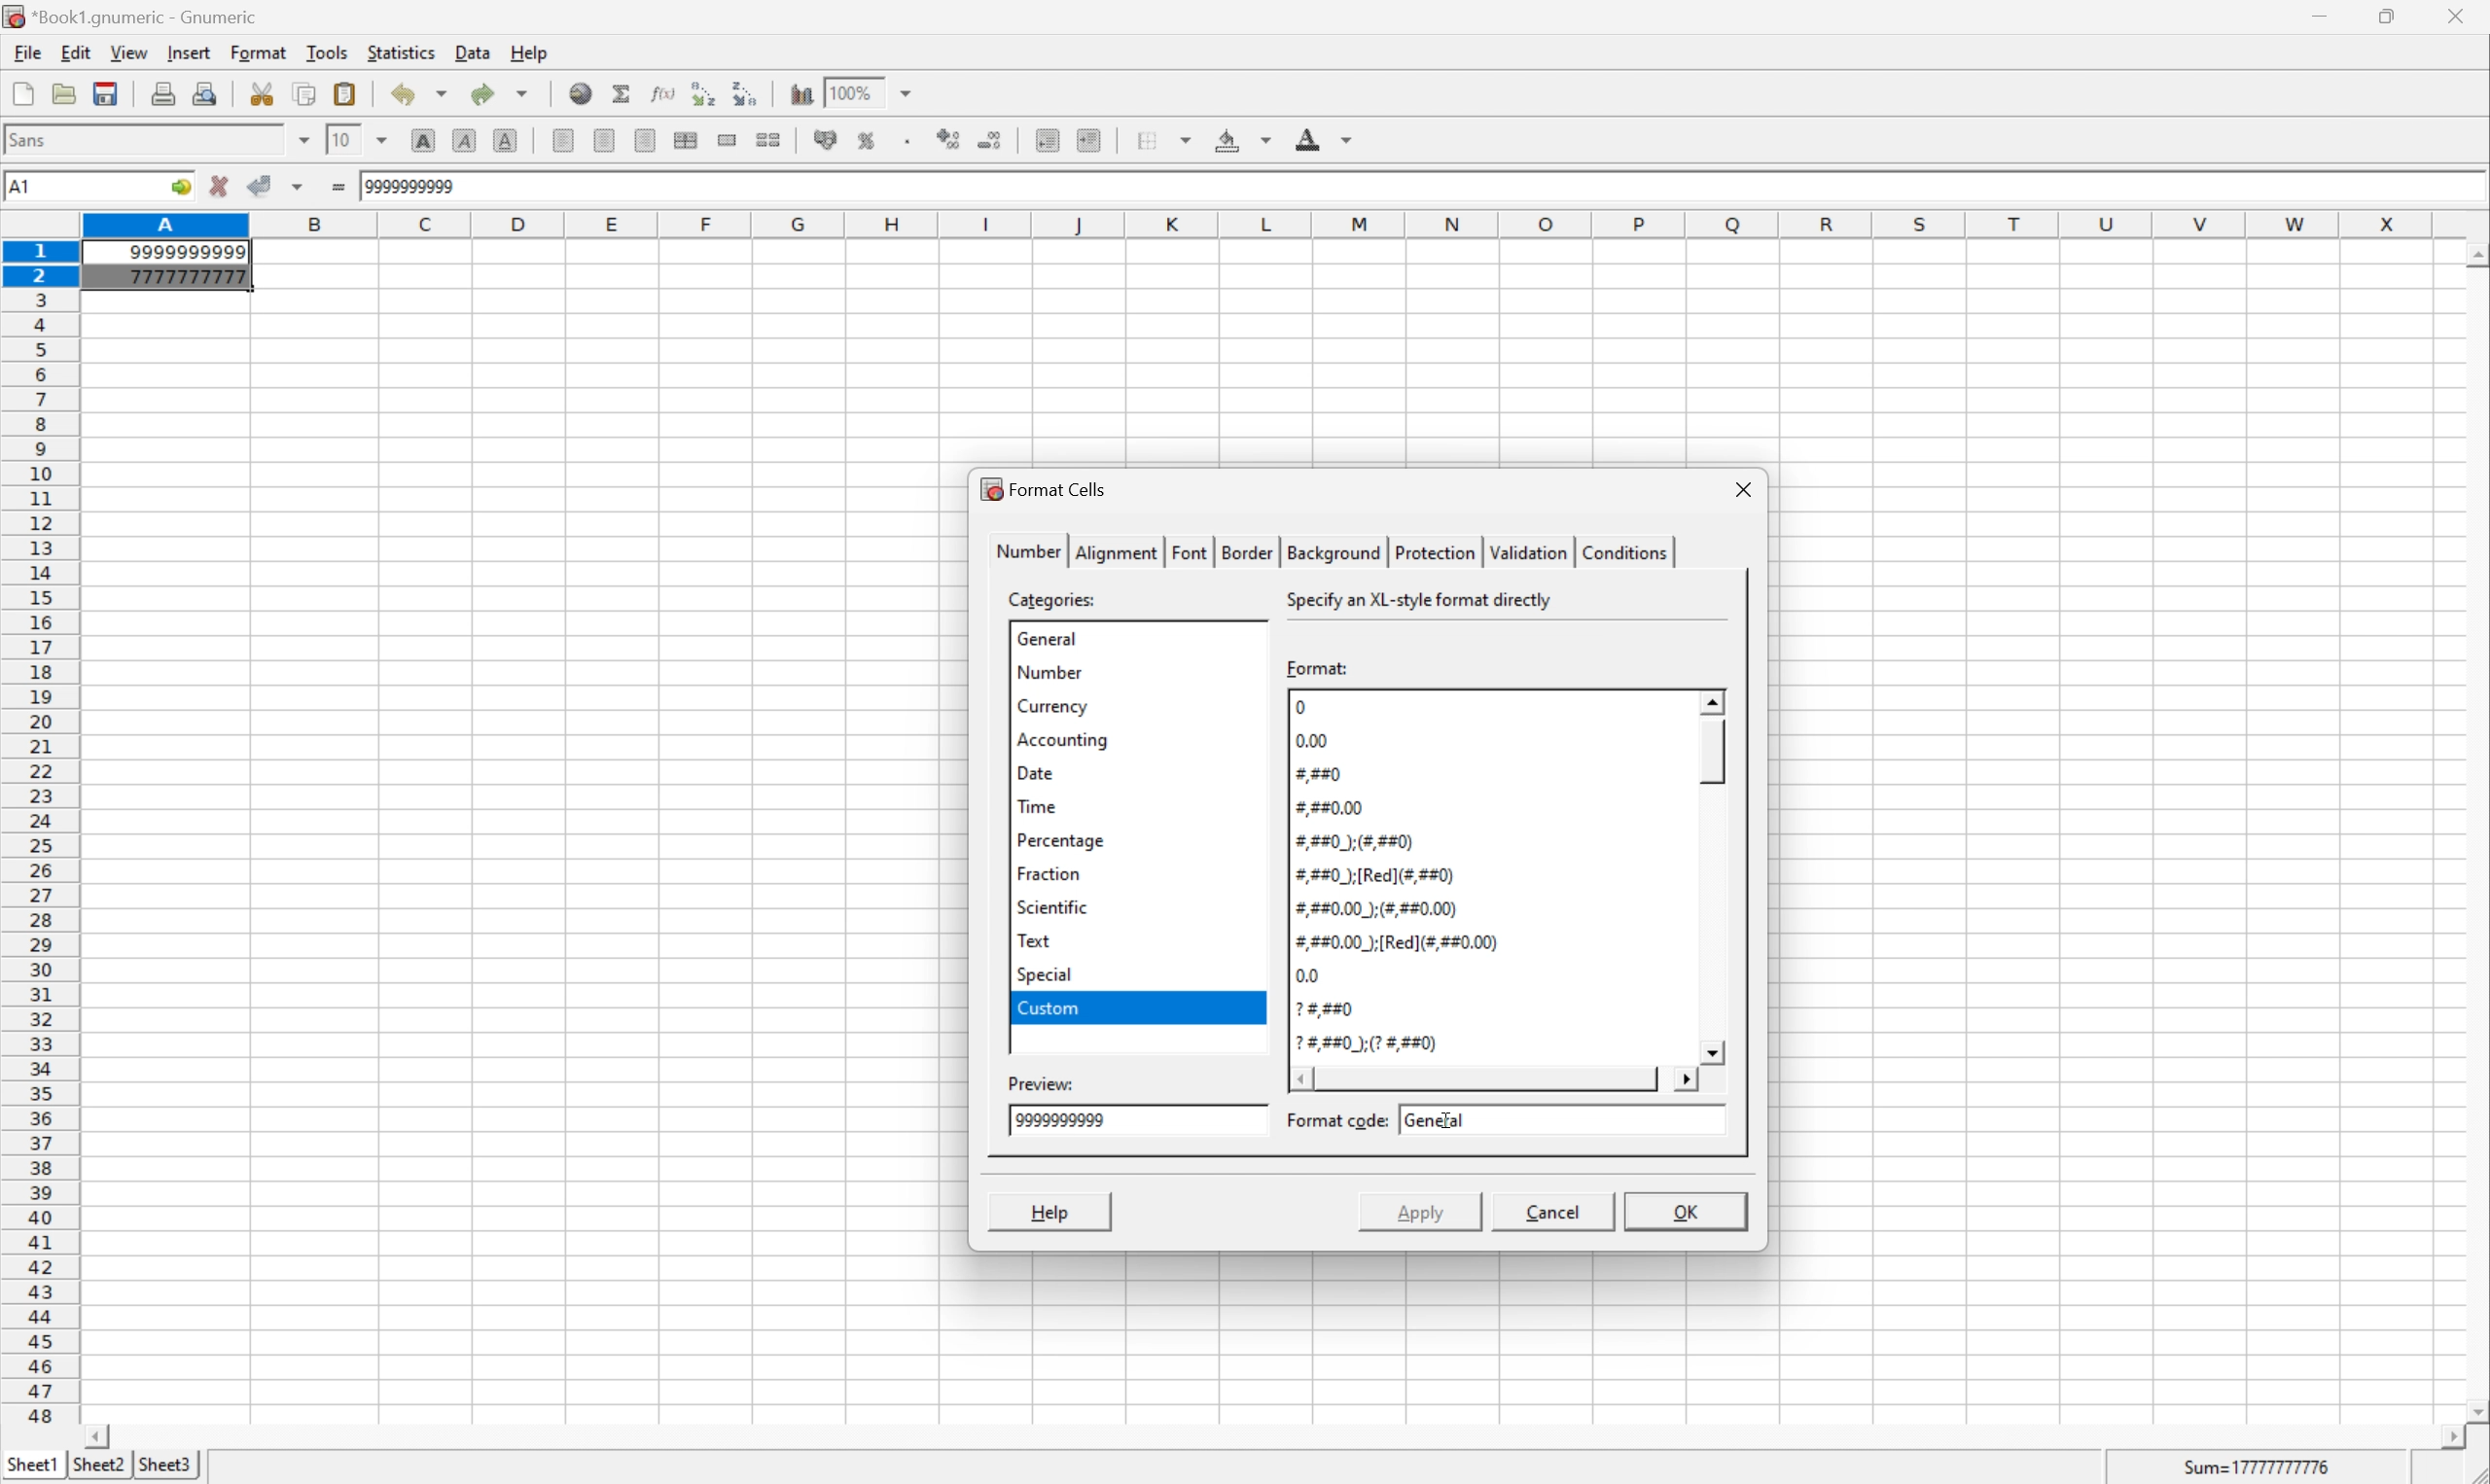 *Book1.gnumeric - Gnumeric
File Edit View Insert Format Tools Statistics Data Help
100%
Sans 10
A1 = 9999999999
A B C D E F G H I J K L M N O P Q R S T U V W X
1 9999999999
2 7777777777
3
4
5
6
7
8
9
10
11
12
13
14
15
16
17
18
19
20
21
22
23
24
25
26
27
28
29
30
31
32
33
34
35
36
37
38
39
40
41
42
43
44
45
46
47
48
Format Cells
Number Alignment Font Border Background Protection Validation Conditions
Categories:
General
Number
Currency
Accounting
Date
Time
Percentage
Fraction
Scientific
Text
Special
Custom
Preview:
9999999999
Specify an XL-style format directly
Format:
0
0.00
#,##0
#,##0.00
#,##0_);(#,##0)
#,##0_);[Red](#,##0)
#,##0.00_);(#,##0.00)
#,##0.00_);[Red](#,##0.00)
0.0
? #,##0
? #,##0_);(? #,##0)
Format code: General
Help Apply Cancel OK
Sheet1 Sheet2 Sheet3
Sum=17777777776